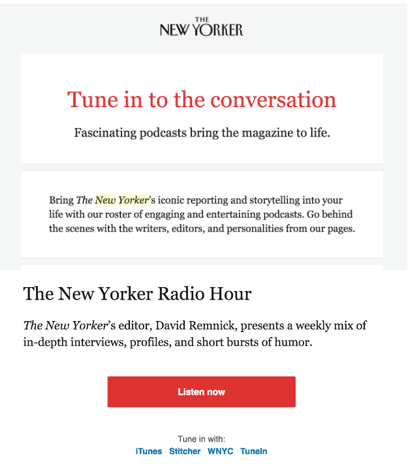 THE
NEW YORKER
Tune in to the conversation
Fascinating podcasts bring the magazine to life.
Bring The New Yorker's iconic reporting and storytelling into your
life with our roster of engaging and entertaining podcasts. Go behind
the scenes with the writers, editors, and personalities from our pages.
The New Yorker Radio Hour
The New Yorker's editor, David Remnick, presents a weekly mix of
in-depth interviews, profiles, and short bursts of humor.
Listen now
Tune in with:
iTunes Stitcher WNYC TuneIn